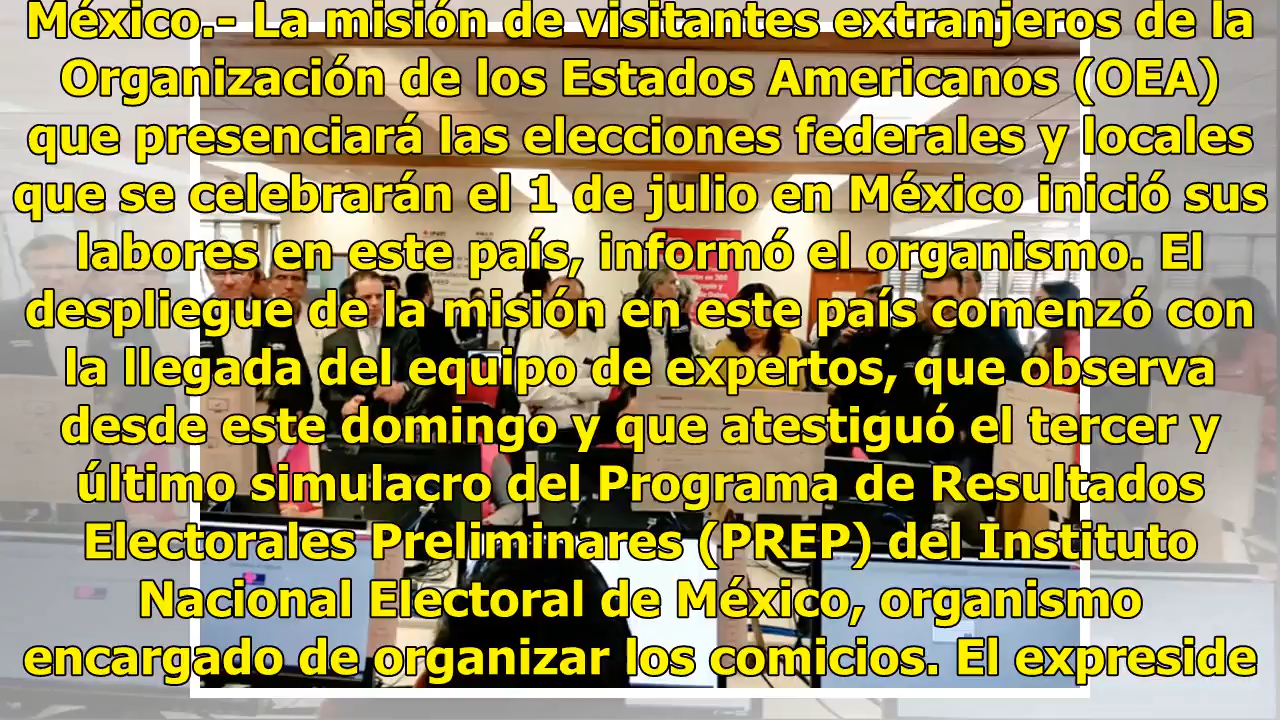 México.- La misión de visitantes extranjeros de la
Organización de los Estados Americanos (OEA)
que presenciará las elecciones federales y locales
que se celebrarán el 1 de julio en México inició sus
labores en este país, informó el organismo. El
despliegue de la misión en este país comenzó con
la llegada del equipo de expertos, que observa
desde este domingo y que atestiguó el tercer y
último simulacro del Programa de Resultados
Electorales Preliminares (PREP) del Instituto
Nacional Electoral de México, organismo
encargado de organizar los comicios. El expreside